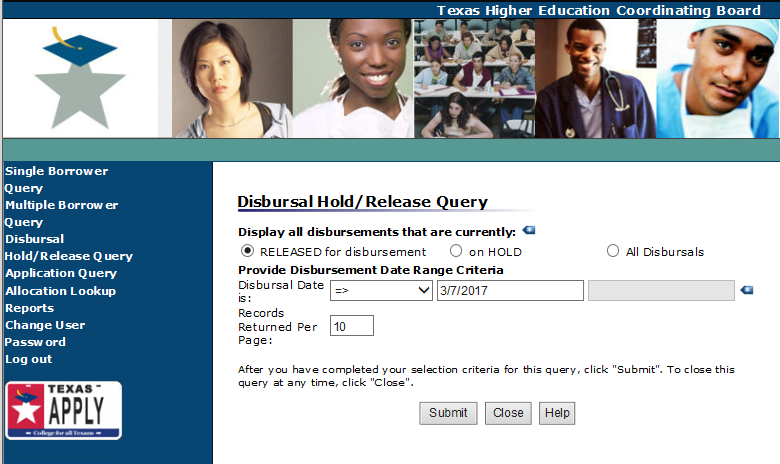 Texas Higher Education Coordinating Board
Single Borrower
Query
Multiple Borrower
Query
Disbursal
Hold/Release Query
Application Query
Allocation Lookup
Reports
Change User
Password
Log out
TEXAS
APPLY
College for all Texans
Disbursal Hold/Release Query
Display all disbursements that are currently:
RELEASED for disbursement on HOLD All Disbursals
Provide Disbursement Date Range Criteria
Disbursal Date
is:
=> 3/7/2017
Records
Returned Per
Page:
10
After you have completed your selection criteria for this query, click "Submit". To close this
query at any time, click "Close".
Submit Close Help